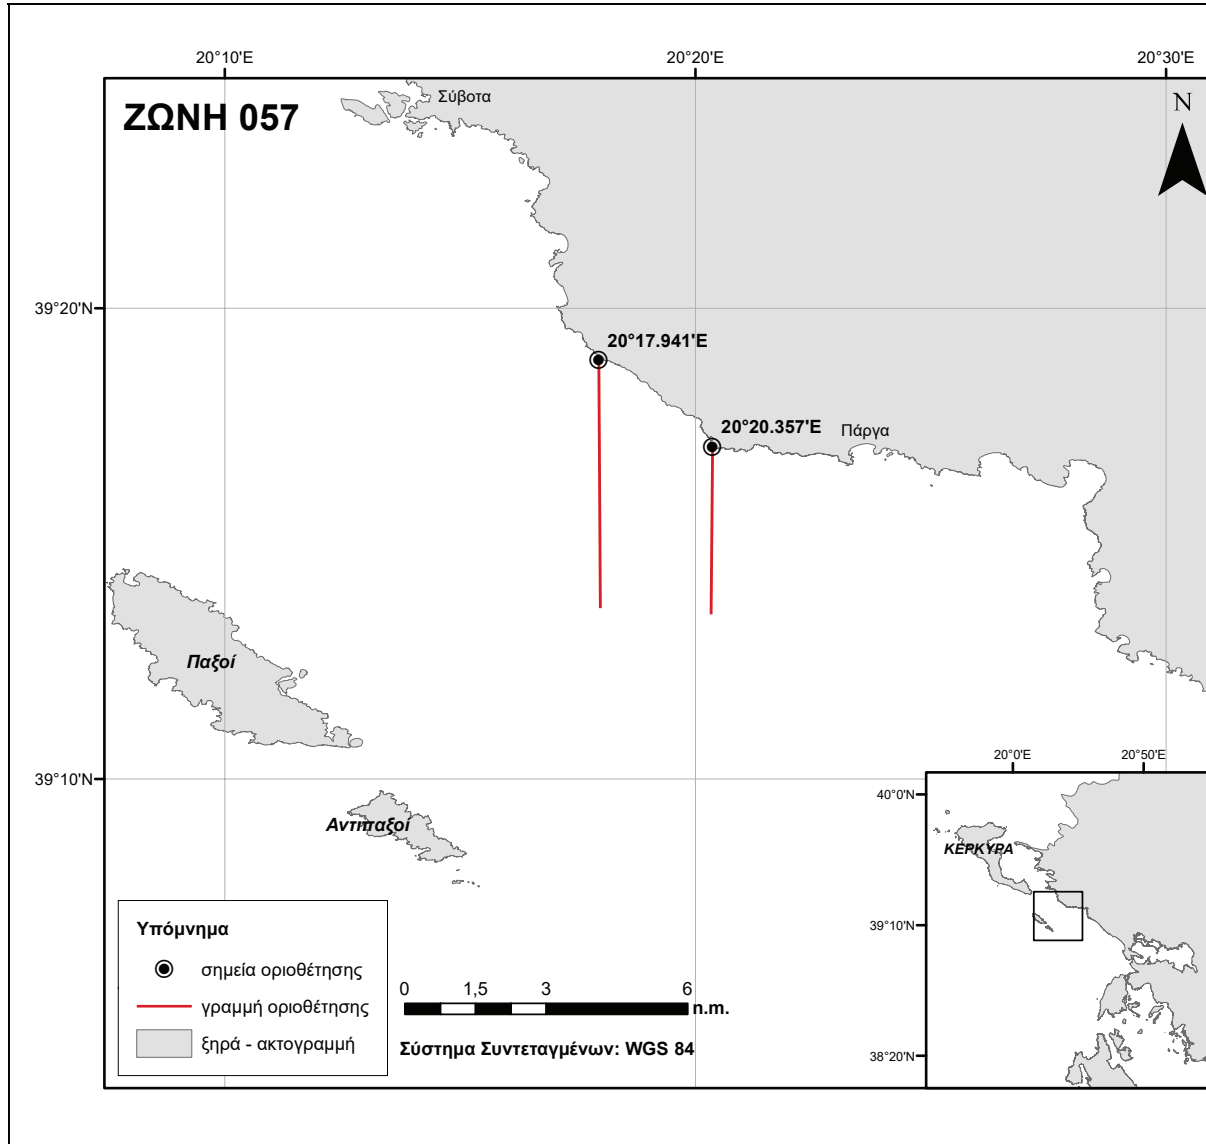 20°10'E 20°20'E 20°30'E
ΖΩΝΗ 057
Σύβοτα
N
39°20'N
20°17.941'E
20°20.357'E
Πάργα
Παξοί
39°10'N
Αντιπαξοί
20°0'E 20°50'E
40°0'N
ΚΕΡΚΥΡΑ
39°10'N
38°20'N
Υπόμνημα
σημεία οριοθέτησης
γραμμή οριοθέτησης
ξηρά - ακτογραμμή
0 1,5 3 6
n.m.
Σύστημα Συντεταγμένων: WGS 84